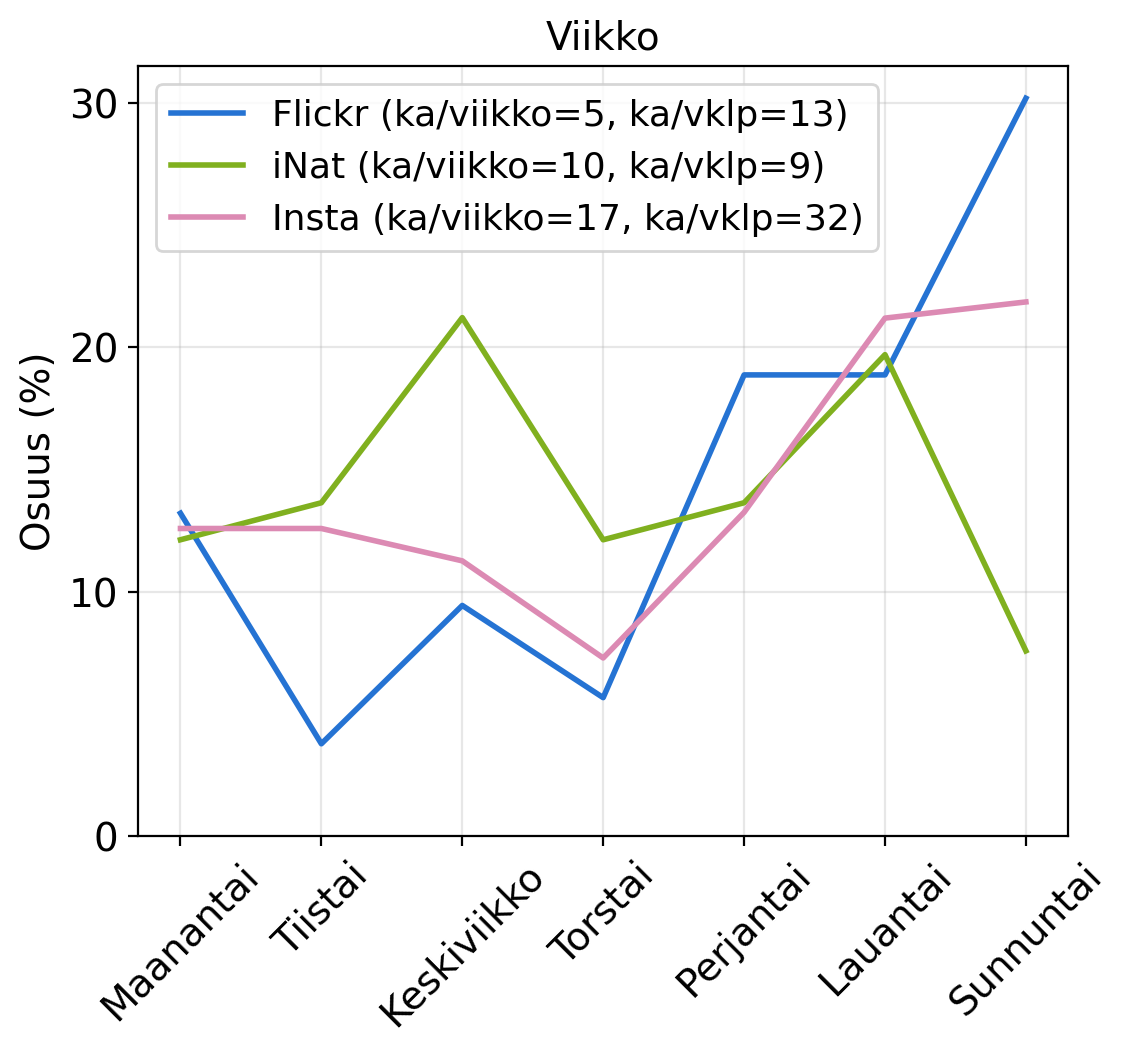 Viikko
Flickr (ka/viikko=5, ka/vklp=13)
iNat (ka/viikko=10, ka/vklp=9)
Insta (ka/viikko=17, ka/vklp=32)
Osuus (%)
30
20
10
0
Maanantai
Tiistai
Keskiviikko
Torstai
Perjantai
Lauantai
Sunnuntai